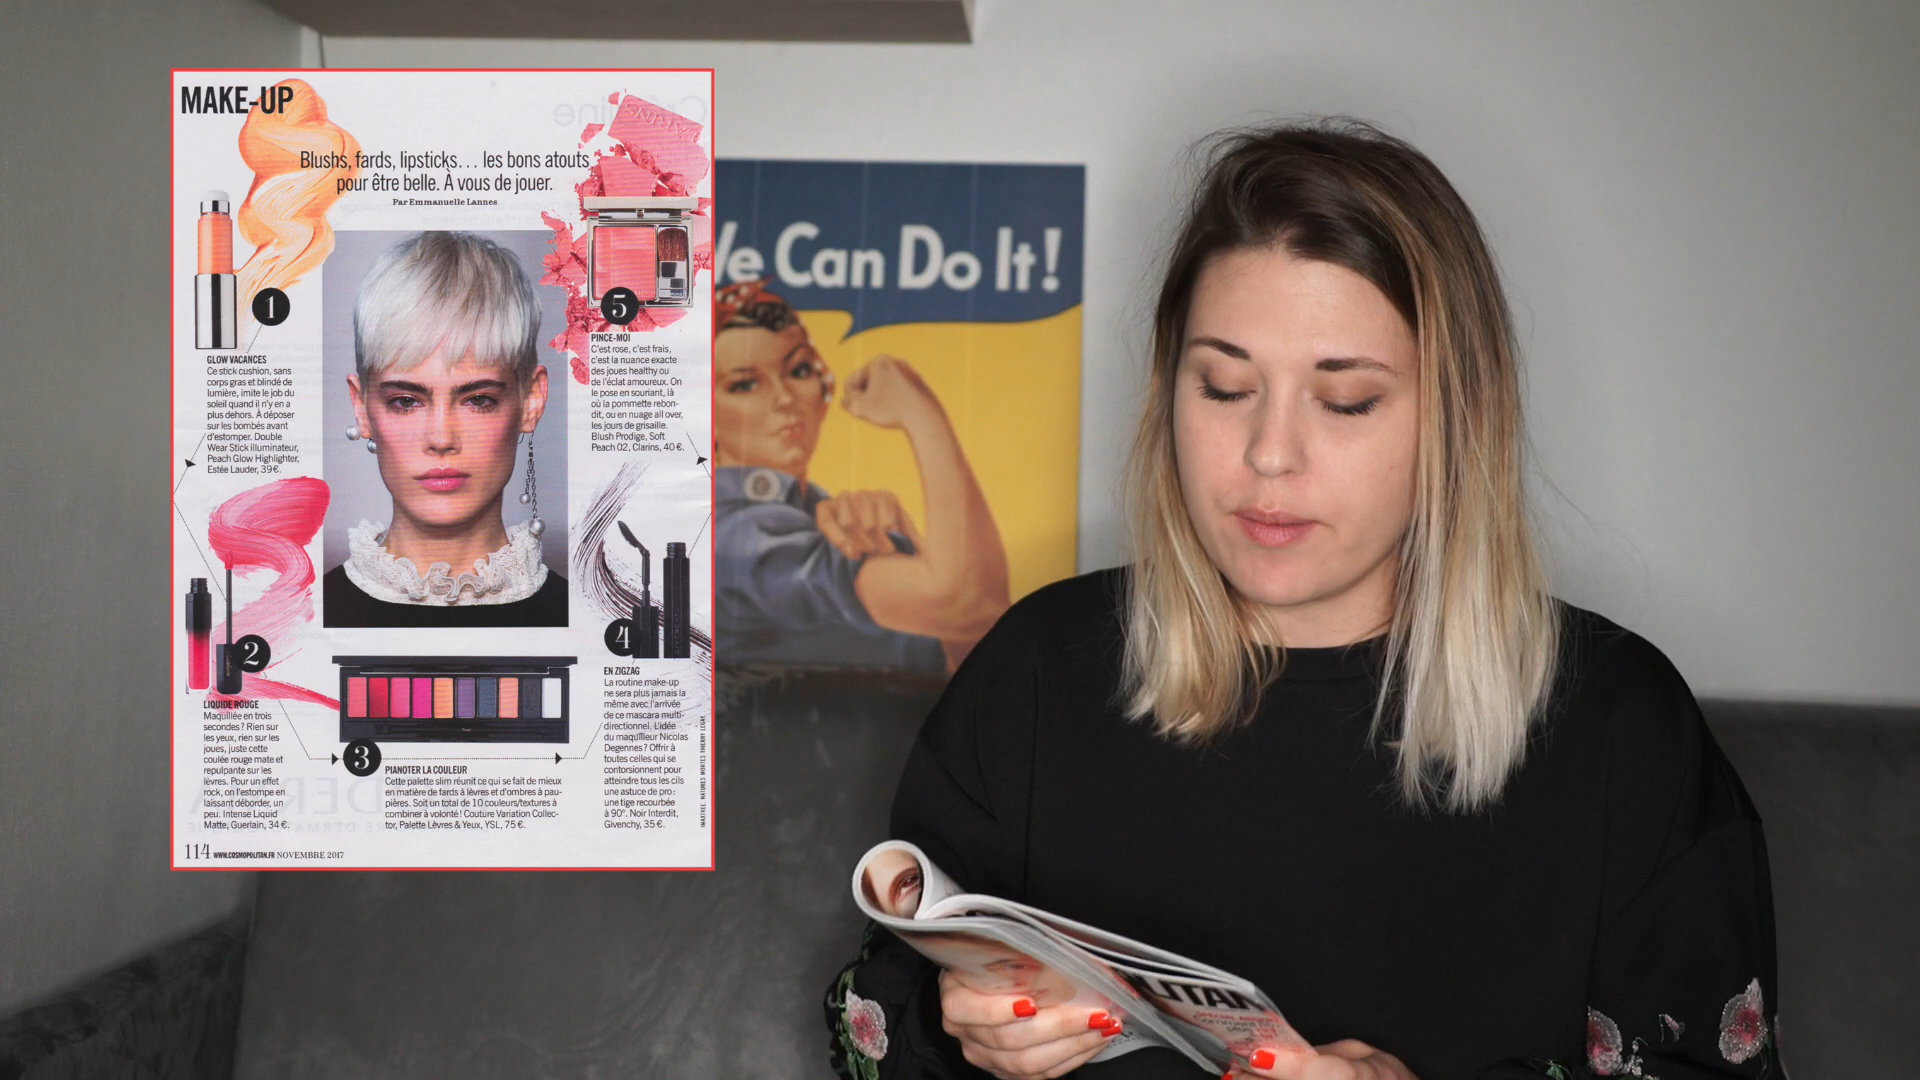 MAKE-UP
Blushs, fards, lipsticks... les bons atouts
pour être belle. À vous de jouer.
Par Emmanuelle Lannes
1
GLOW VACANCES
Ce stick cushion, sans
corps gras et blindé de
lumière, imite le job du
soleil quand il n'y en a
plus dehors. À déposer
sur les bombés avant
d'estomper. Double
Wear Stick illuminateur,
Peach Glow Highlighter,
Estée Lauder, 39€.
2
LIQUIDE ROUGE
Maquillée en trois
secondes? Rien sur
les yeux, rien sur les
joues, juste cette
coulée rouge mate et
repulpante sur les
lèvres. Pour un effet
rock, on l'estompe en
laissant déborder, un
peu. Intense Liquid
Matte, Guerlain, 34 €.
3
PIANOTER LA COULEUR
Cette palette slim réunit ce qui se fait de mieux
en matière de fards à lèvres et d'ombres à pau-
pières. Soit un total de 10 couleurs/textures à
combiner à volonté! Couture Variation Collec-
tor, Palette Lèvres & Yeux, YSL, 75 €.
4
EN ZIGZAG
La routine make-up
ne sera plus jamais la
même avec l'arrivée
de ce mascara multi-
directionnel. L'idée
du maquilleur Nicolas
Degennes? Offrir à
toutes celles qui se
contorsionnent pour
atteindre tous les cils
une astuce de pro:
une tige recourbée
à 90°. Noir Interdit,
Givenchy, 35 €.
5
PINCE-MOI
C'est rose, c'est frais,
c'est la nuance exacte
des joues healthy ou
de l'éclat amoureux. On
le pose en souriant, là
où la pommette rebon-
dit, ou en nuage all over,
les jours de grisaille.
Blush Prodige, Soft
Peach 02, Clarins, 40 €.
IMAXTREE. NATURES MORTES THIERRY LEGAY
114 WWW.COSMOPOLITAN.FR NOVEMBRE 2017
e Can Do It!
LITAN